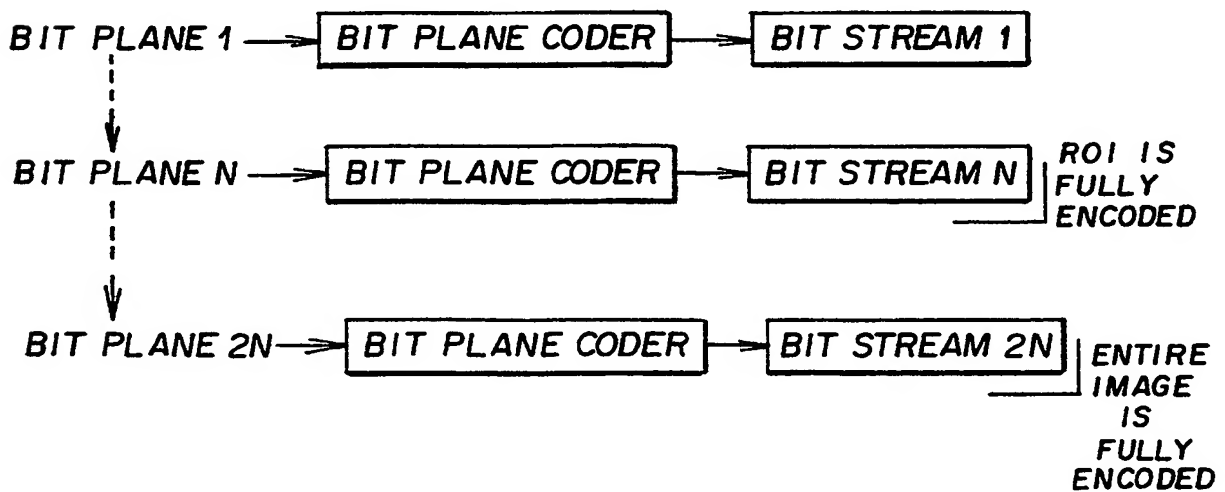 BIT PLANE 1
BIT PLANE CODER
BIT STREAM 1
BIT PLANE N
BIT PLANE CODER
BIT STREAM N
ROI IS
FULLY
ENCODED
BIT PLANE 2N
BIT PLANE CODER
BIT STREAM 2N
ENTIRE
IMAGE
IS
FULLY
ENCODED